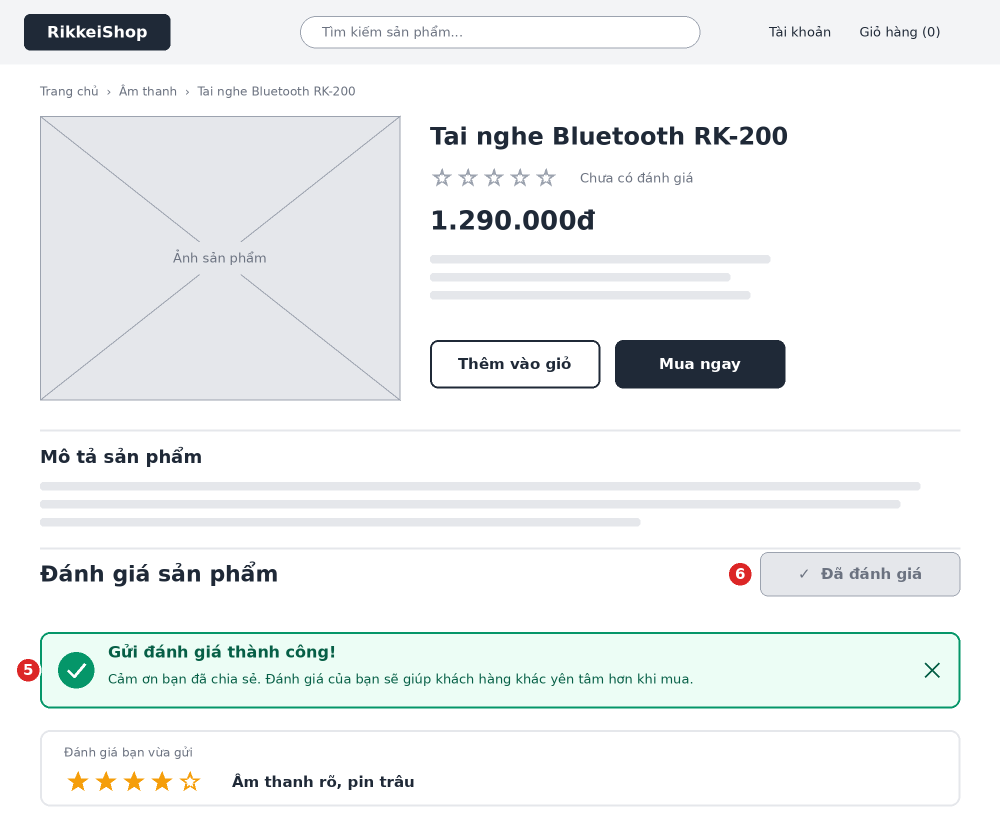 RikkeiShop
Tìm kiếm sản phẩm...
Tài khoản
Giỏ hàng (0)
Trang chủ › Âm thanh › Tai nghe Bluetooth RK-200
Ảnh sản phẩm
Tai nghe Bluetooth RK-200
Chưa có đánh giá
1.290.000đ
Thêm vào giỏ
Mua ngay
Mô tả sản phẩm
Đánh giá sản phẩm
6
✓ Đã đánh giá
5
Gửi đánh giá thành công!
Cảm ơn bạn đã chia sẻ. Đánh giá của bạn sẽ giúp khách hàng khác yên tâm hơn khi mua.
Đánh giá bạn vừa gửi
Âm thanh rõ, pin trâu